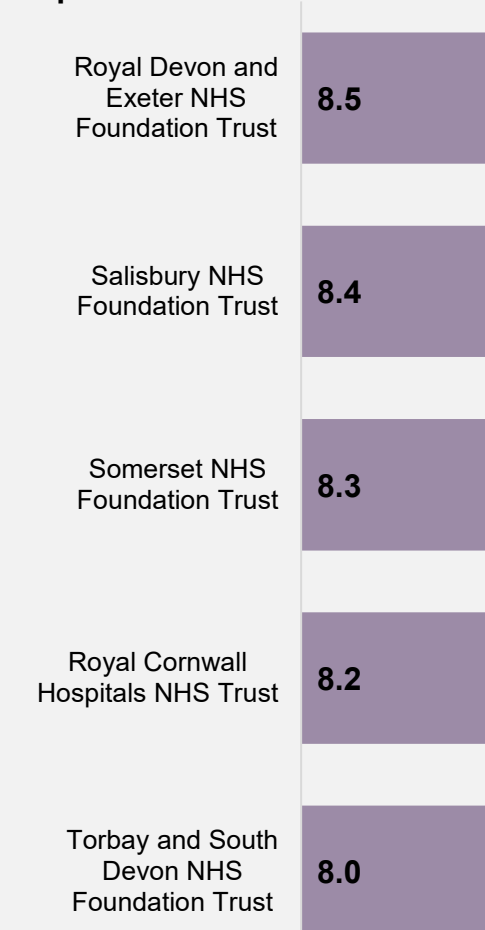 Royal Devon and
Exeter NHS
Foundation Trust
8.5
Salisbury NHS
Foundation Trust
8.4
Somerset NHS
Foundation Trust
8.3
Royal Cornwall
Hospitals NHS Trust
8.2
Torbay and South
Devon NHS
Foundation Trust
8.0